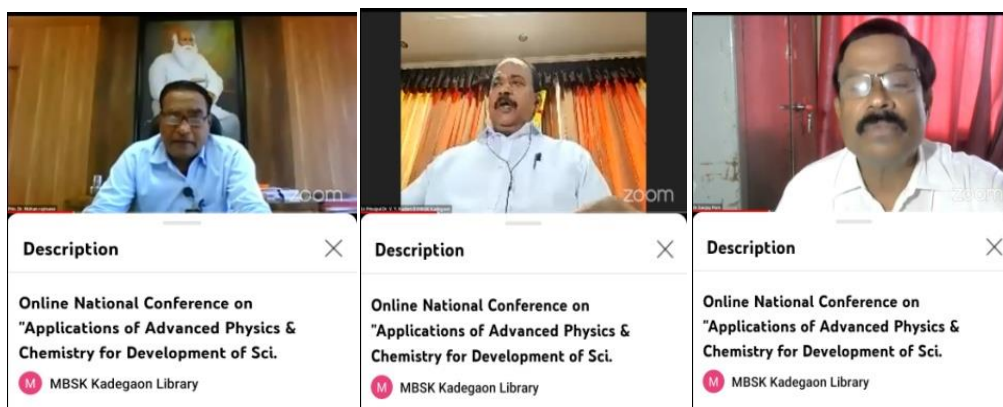 zoom
Description
Online National Conference on
"Applications of Advanced Physics &
Chemistry for Development of Sci.
M MBSK Kadegaon Library
zoom
Description
Online National Conference on
"Applications of Advanced Physics &
Chemistry for Development of Sci.
M MBSK Kadegaon Library
zoom
Description
Online National Conference on
"Applications of Advanced Physics &
Chemistry for Development of Sci.
M MBSK Kadegaon Library